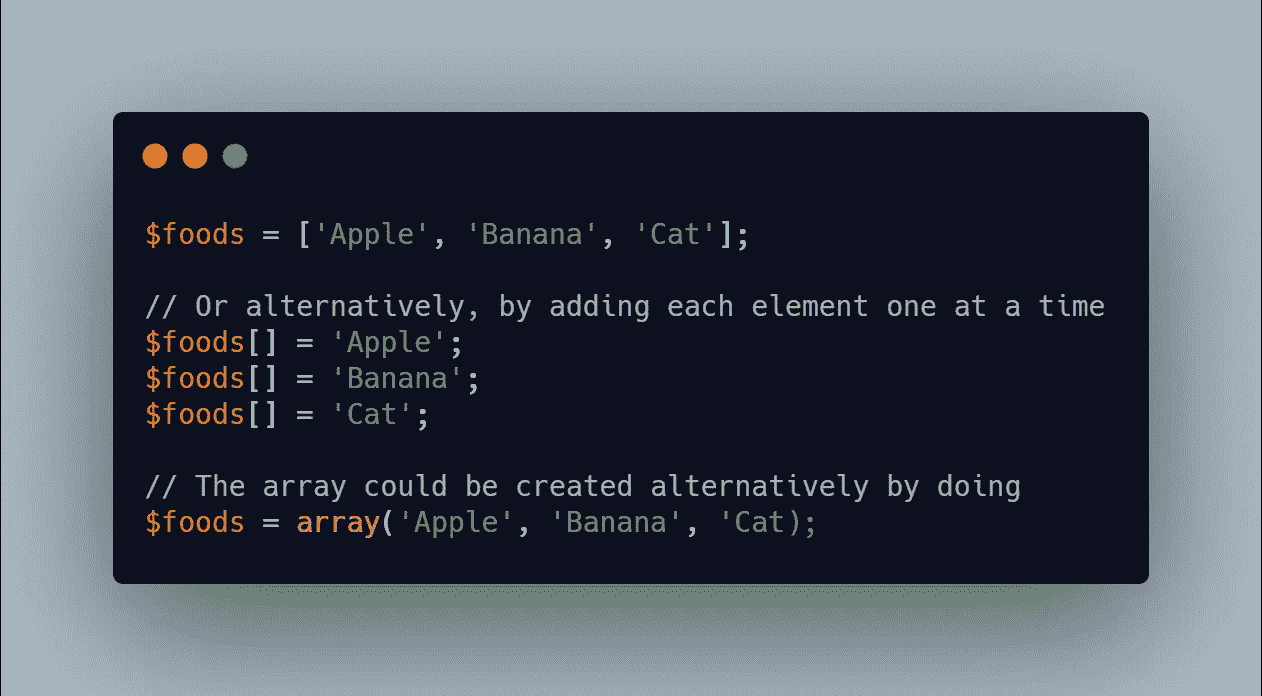 $foods = ['Apple', 'Banana', 'Cat'];
// Or alternatively, by adding each element one at a time
$foods[] = 'Apple';
$foods[] = 'Banana';
$foods[] = 'Cat';
// The array could be created alternatively by doing
$foods = array('Apple', 'Banana', 'Cat);